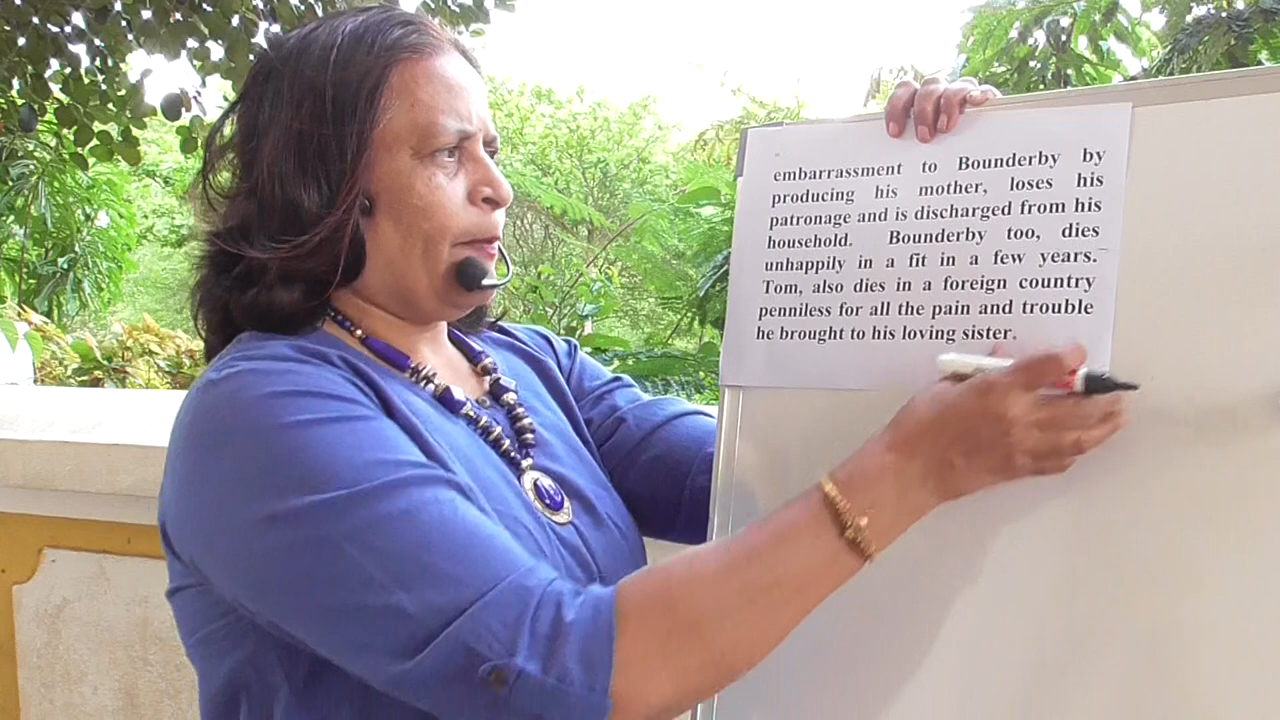 embarrassment to Bounderby by
producing his mother, loses his
patronage and is discharged from his
household. Bounderby too, dies
unhappily in a fit in a few years.
Tom, also dies in a foreign country
penniless for all the pain and trouble
he brought to his loving sister.